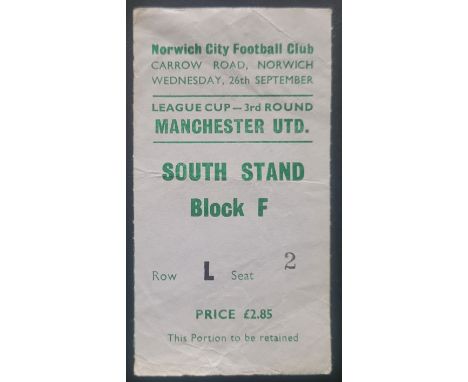 Norwich City Football Club
CARROW ROAD, NORWICH
WEDNESDAY, 26th SEPTEMBER
LEAGUE CUP — 3rd ROUND
MANCHESTER UTD.
SOUTH STAND
Block F
Row L Seat 2
PRICE £2.85
This Portion to be retained